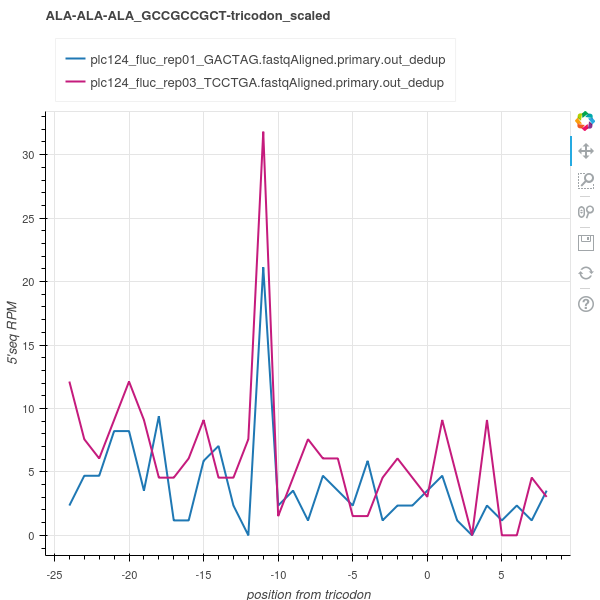 ALA-ALA-ALA_GCCGCCGCT-tricodon_scaled
plc124_fluc_rep01_GACTAG.fastqAligned.primary.out_dedup
plc124_fluc_rep03_TCCTGA.fastqAligned.primary.out_dedup
30
25
20
15
10
5
0
5'seq RPM
-25 -20 -15 -10 -5 0 5
position from tricodon